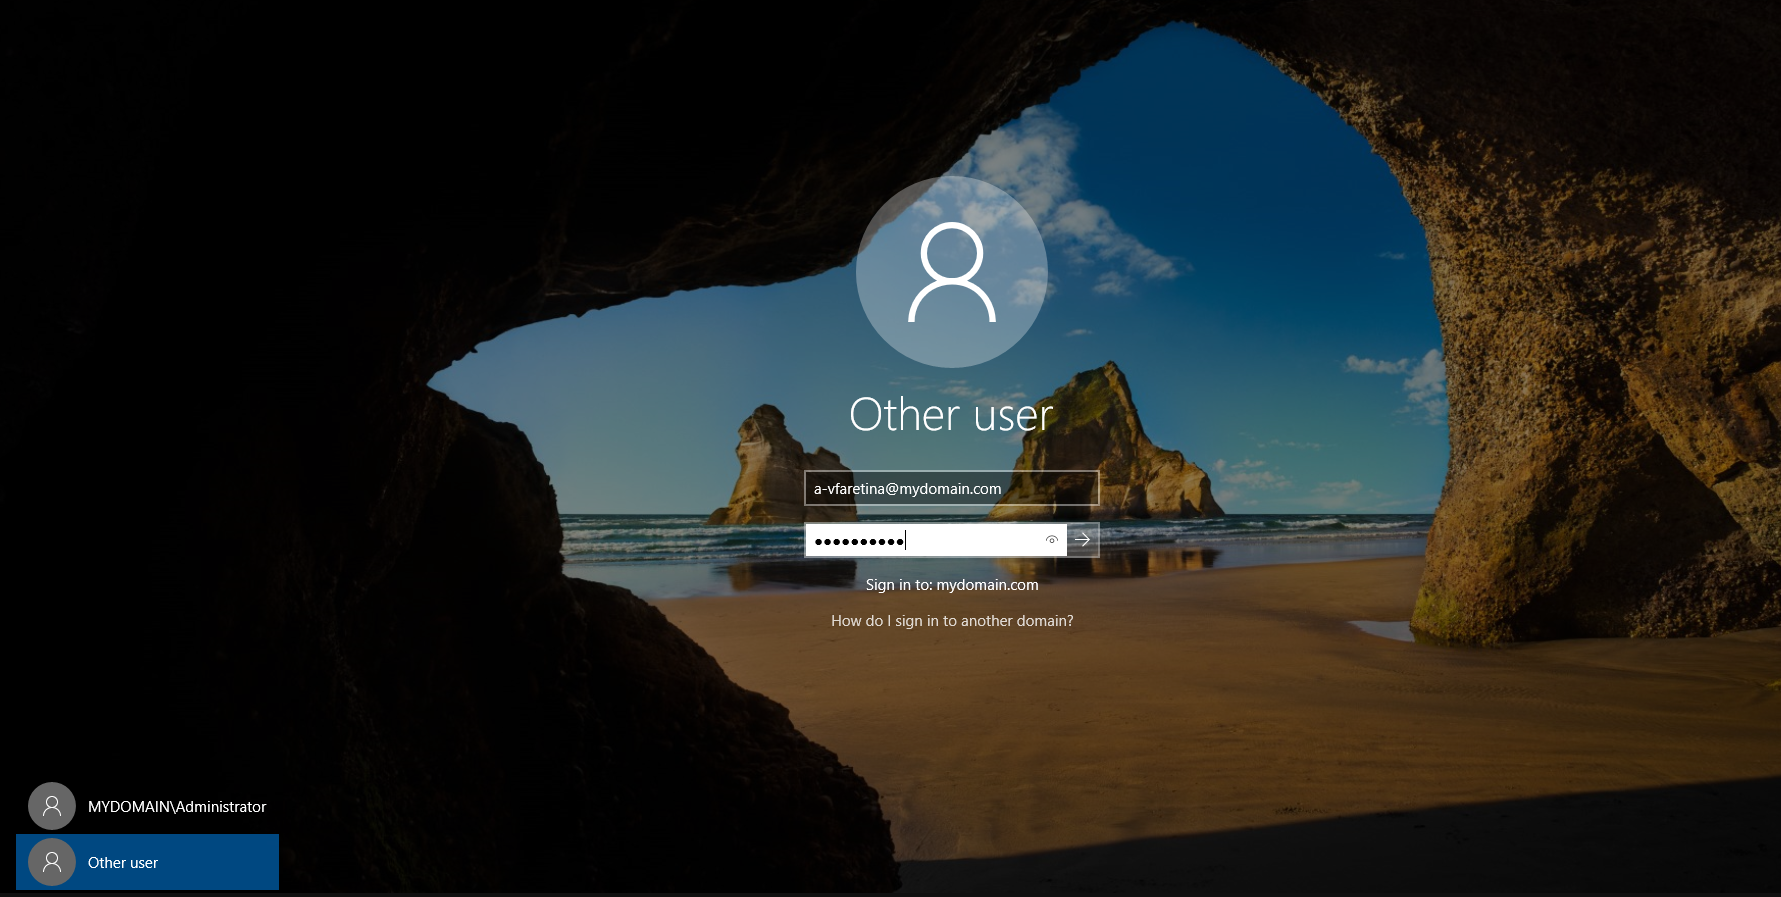 Other user
a-vfaretina@mydomain.com
Sign in to: mydomain.com
How do I sign in to another domain?
MYDOMAIN\Administrator
Other user